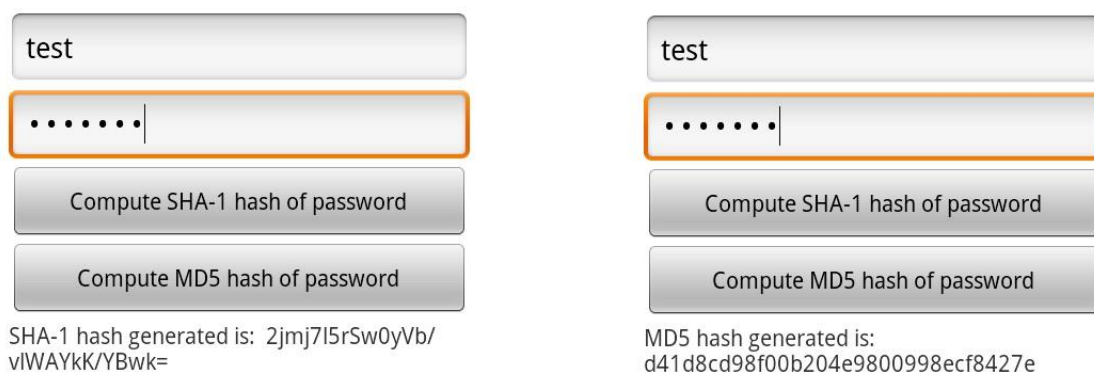 test
•••••••
Compute SHA-1 hash of password
Compute MD5 hash of password
SHA-1 hash generated is: 2jmj7l5rSw0yVb/
vlWAYkK/YBwk=
test
•••••••
Compute SHA-1 hash of password
Compute MD5 hash of password
MD5 hash generated is:
d41d8cd98f00b204e9800998ecf8427e